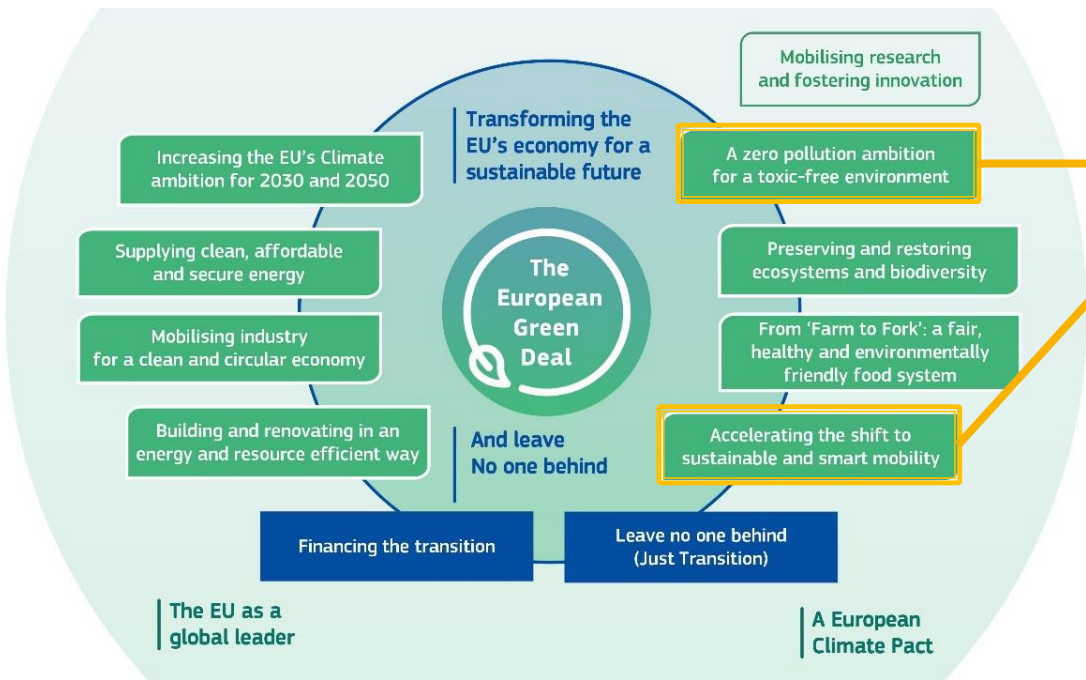 Mobilising research
and fostering innovation
Transforming the
EU's economy for a
sustainable future
Increasing the EU's Climate
ambition for 2030 and 2050
A zero pollution ambition
for a toxic-free environment
Supplying clean, affordable
and secure energy
Preserving and restoring
ecosystems and biodiversity
The
European
Green
Deal
Mobilising industry
for a clean and circular economy
From ‘Farm to Fork’: a fair,
healthy and environmentally
friendly food system
Building and renovating in an
energy and resource efficient way
And leave
No one behind
Accelerating the shift to
sustainable and smart mobility
Financing the transition
Leave no one behind
(Just Transition)
The EU as a
global leader
A European
Climate Pact